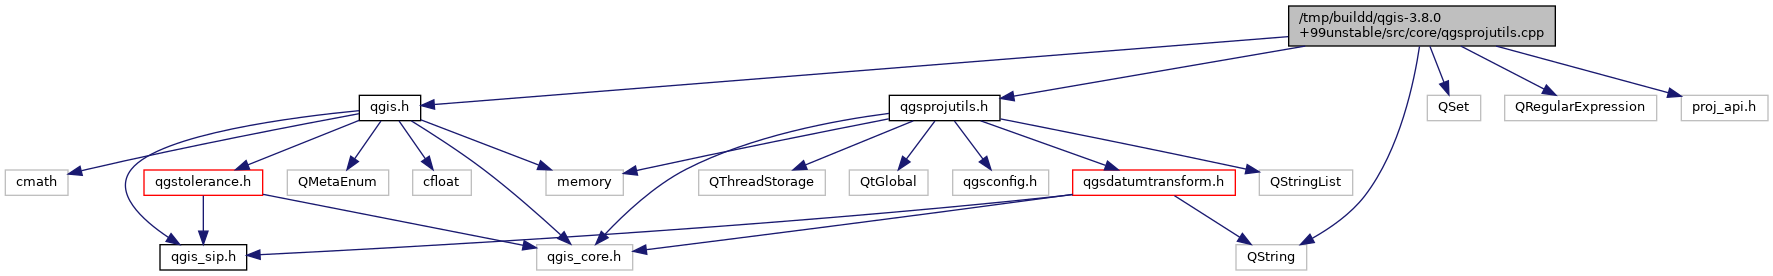 /tmp/buildd/qgis-3.8.0
+99unstable/src/core/qgsprojutils.cpp
qgis.h
qgsprojutils.h
QSet
QRegularExpression
proj_api.h
cmath
qgstolerance.h
QMetaEnum
cfloat
memory
QThreadStorage
QtGlobal
qgsconfig.h
qgsdatumtransform.h
QStringList
qgis_sip.h
qgis_core.h
QString